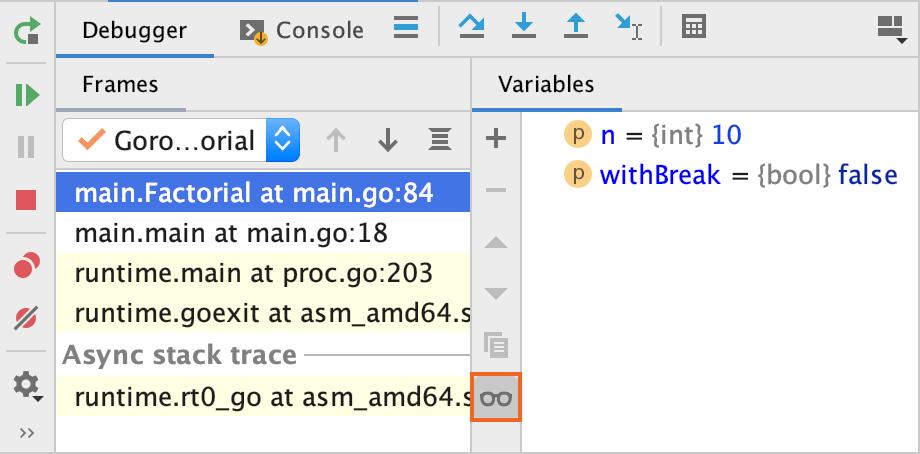 Debugger Console
Frames
Variables
Goro...orial
main.Factorial at main.go:84
main.main at main.go:18
runtime.main at proc.go:203
runtime.goexit at asm_amd64.s
Async stack trace
runtime.rt0_go at asm_amd64.s
p n = {int} 10
p withBreak = {bool} false